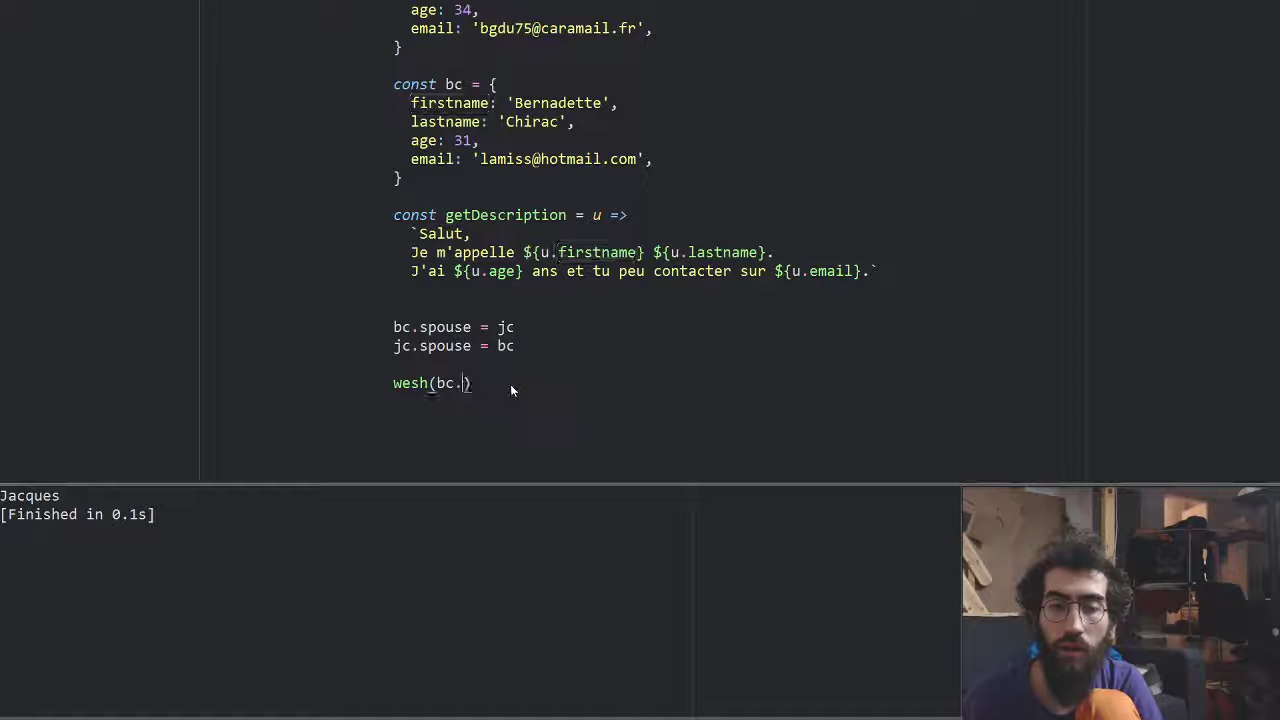 age: 34,
email: 'bgdu75@caramail.fr',
}
const bc = {
firstname: 'Bernadette',
lastname: 'Chirac',
age: 31,
email: 'lamiss@hotmail.com',
}
const getDescription = u =>
`Salut,
Je m'appelle ${u.firstname} ${u.lastname}.
J'ai ${u.age} ans et tu peu contacter sur ${u.email}.`
bc.spouse = jc
jc.spouse = bc
wesh(bc.)
Jacques
[Finished in 0.1s]